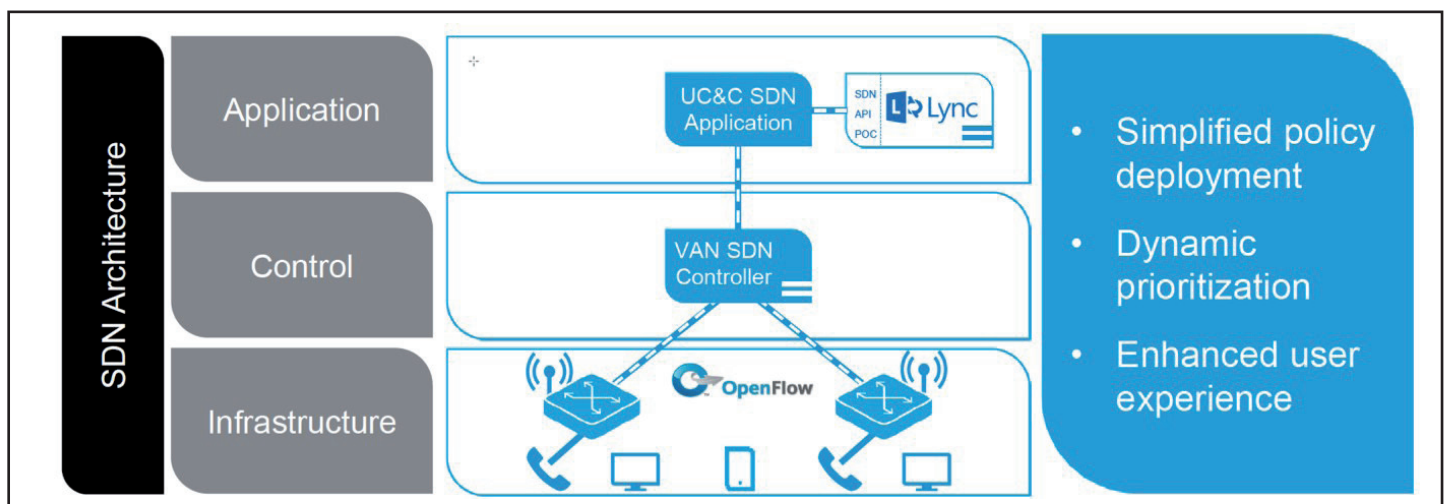 SDN Architecture
Application
UC&C SDN
Application
SDN
API
POC
Lync
Control
VAN SDN
Controller
Infrastructure
OpenFlow
• Simplified policy
deployment
• Dynamic
prioritization
• Enhanced user
experience